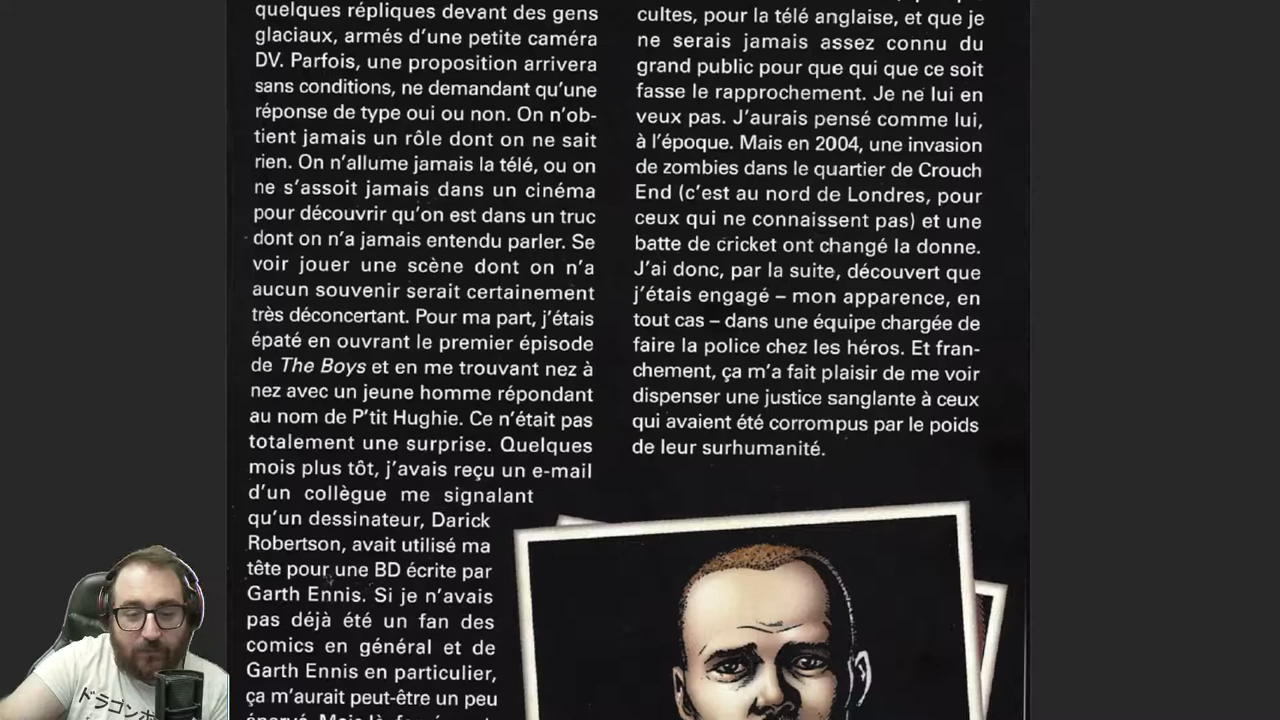 quelques répliques devant des gens
glaciaux, armés d'une petite caméra
DV. Parfois, une proposition arrivera
sans conditions, ne demandant qu'une
réponse de type oui ou non. On n'ob-
tient jamais un rôle dont on ne sait
rien. On n'allume jamais la télé, ou on
ne s'assoit jamais dans un cinéma
pour découvrir qu'on est dans un truc
dont on n'a jamais entendu parler. Se
voir jouer une scène dont on n'a
aucun souvenir serait certainement
très déconcertant. Pour ma part, j'étais
épaté en ouvrant le premier épisode
de The Boys et en me trouvant nez à
nez avec un jeune homme répondant
au nom de P'tit Hughie. Ce n'était pas
totalement une surprise. Quelques
mois plus tôt, j'avais reçu un e-mail
d'un collègue me signalant
qu'un dessinateur, Darick
Robertson, avait utilisé ma
tête pour une BD écrite par
Garth Ennis. Si je n'avais
pas déjà été un fan des
comics en général et de
Garth Ennis en particulier,
ça m'aurait peut-être un peu
cultes, pour la télé anglaise, et que je
ne serais jamais assez connu du
grand public pour que qui que ce soit
fasse le rapprochement. Je ne lui en
veux pas. J'aurais pensé comme lui,
à l'époque. Mais en 2004, une invasion
de zombies dans le quartier de Crouch
End (c'est au nord de Londres, pour
ceux qui ne connaissent pas) et une
batte de cricket ont changé la donne.
J'ai donc, par la suite, découvert que
j'étais engagé – mon apparence, en
tout cas – dans une équipe chargée de
faire la police chez les héros. Et fran-
chement, ça m'a fait plaisir de me voir
dispenser une justice sanglante à ceux
qui avaient été corrompus par le poids
de leur surhumanité.
ドラゴンボ